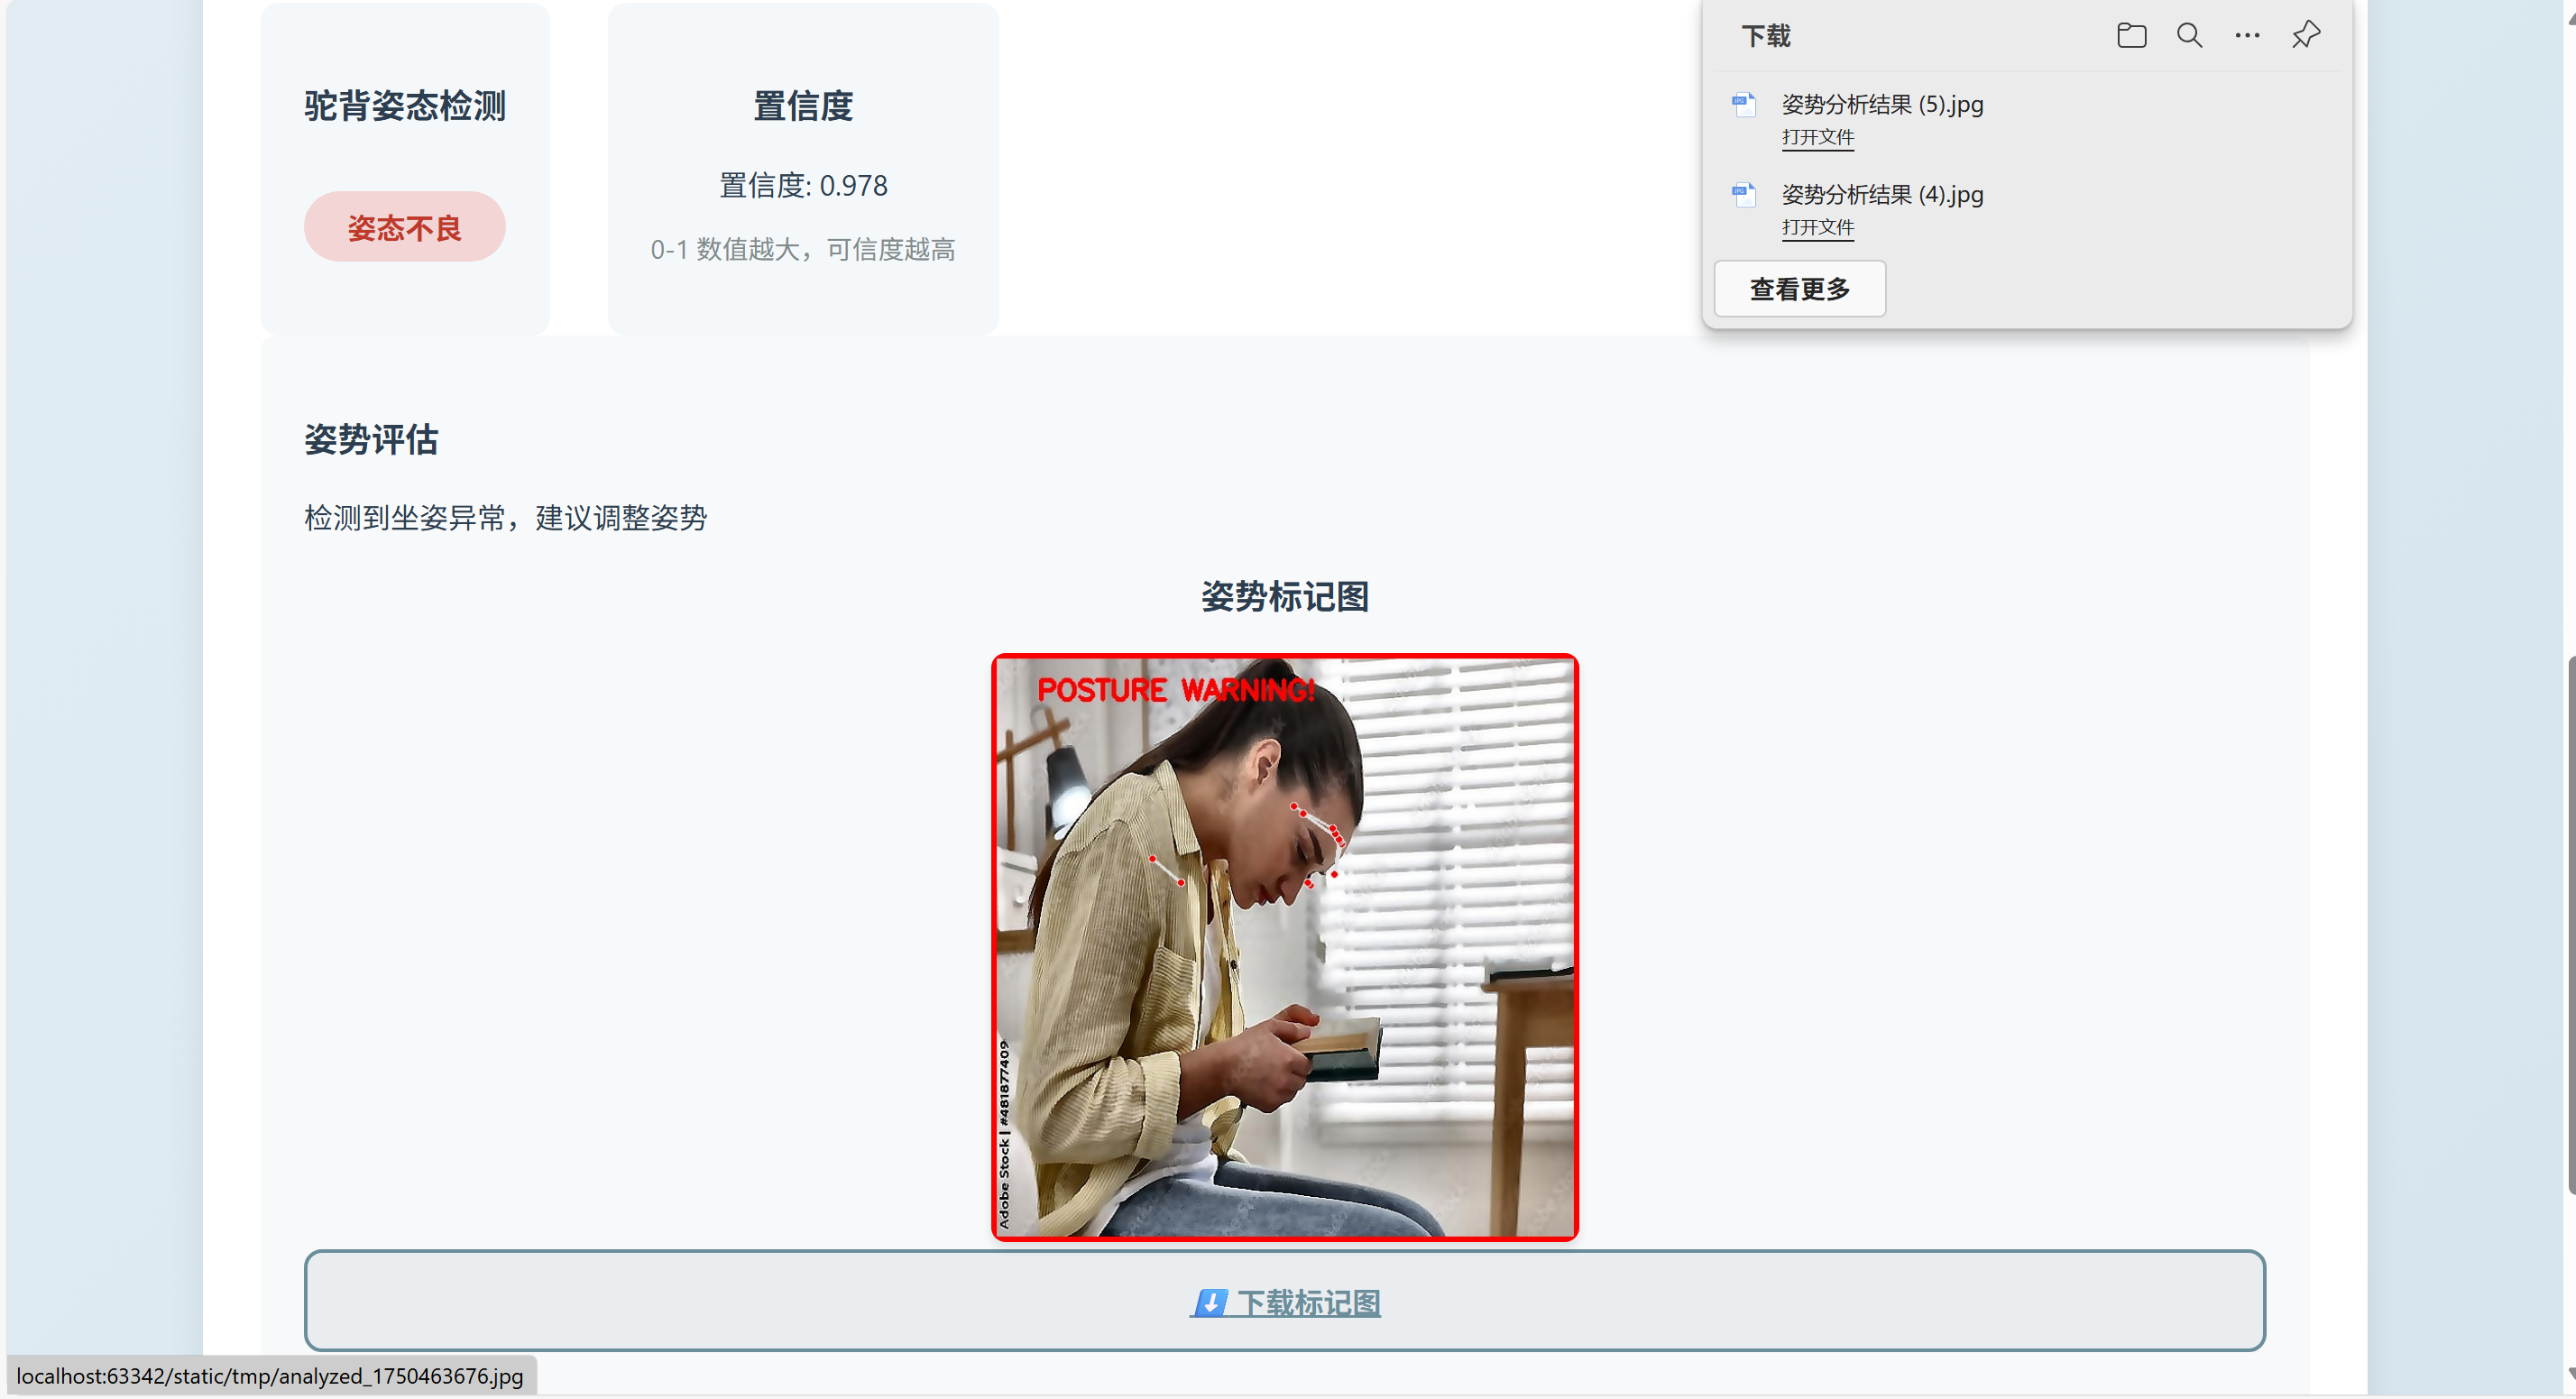 下载
姿势分析结果 (5).jpg
打开文件
姿势分析结果 (4).jpg
打开文件
查看更多
驼背姿态检测
姿态不良
置信度
置信度: 0.978
0-1 数值越大，可信度越高
姿势评估
检测到坐姿异常，建议调整姿势
姿势标记图
POSTURE WARNING!
Adobe Stock | #481877409
下载标记图
localhost:63342/static/tmp/analyzed_1750463676.jpg